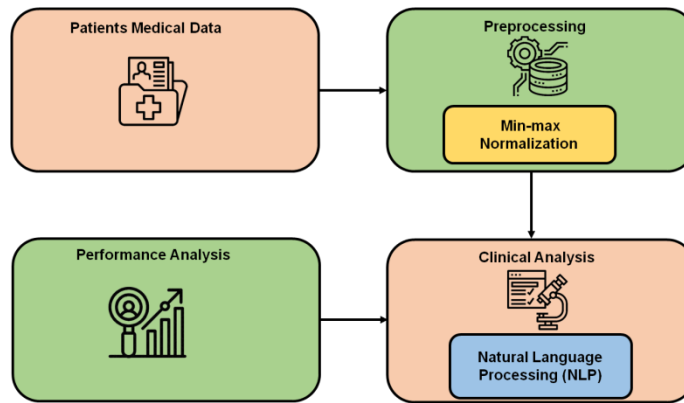 Patients Medical Data
Preprocessing
Min-max
Normalization
Performance Analysis
Clinical Analysis
Natural Language
Processing (NLP)